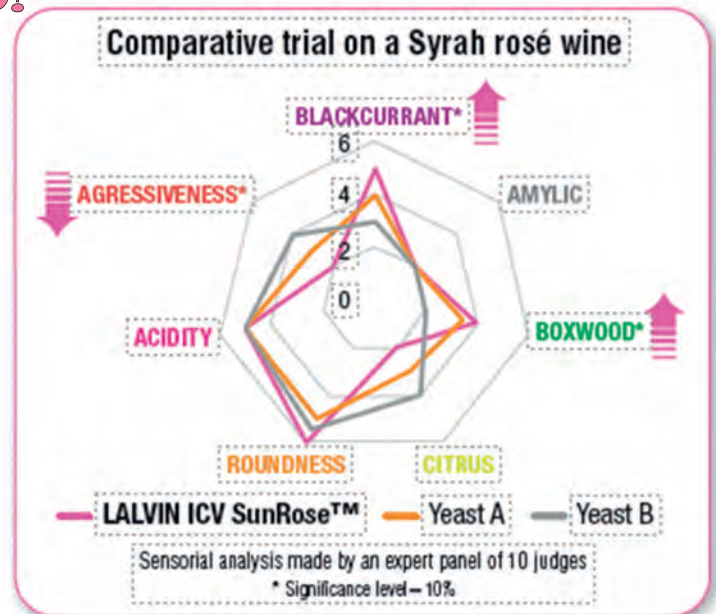 Comparative trial on a Syrah rosé wine
BLACKCURRANT*
6
AGRESSIVENESS*
4
AMYLIC
2
0
ACIDITY
BOXWOOD*
ROUNDNESS
CITRUS
LALVIN ICV SunRose™ Yeast A Yeast B
Sensorial analysis made by an expert panel of 10 judges
* Significance level – 10%